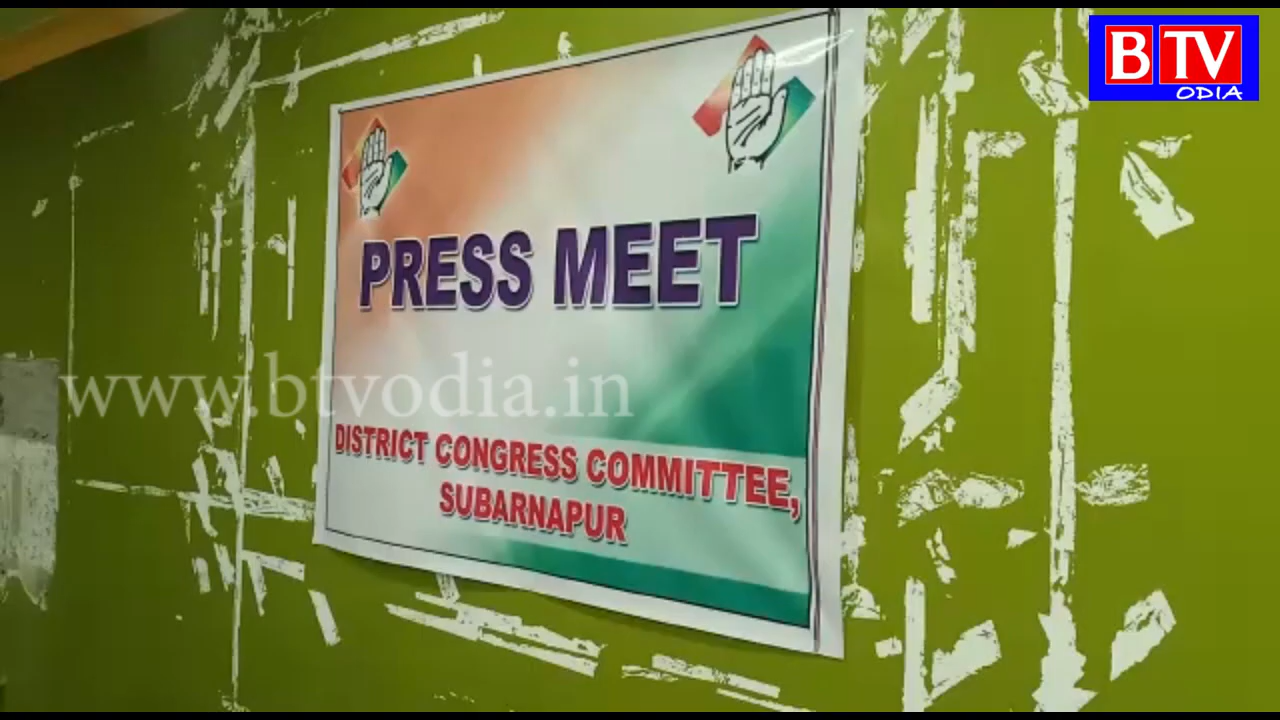 BTV
ODIA
PRESS MEET
www.btvodia.in
DISTRICT CONGRESS COMMITTEE,
SUBARNAPUR